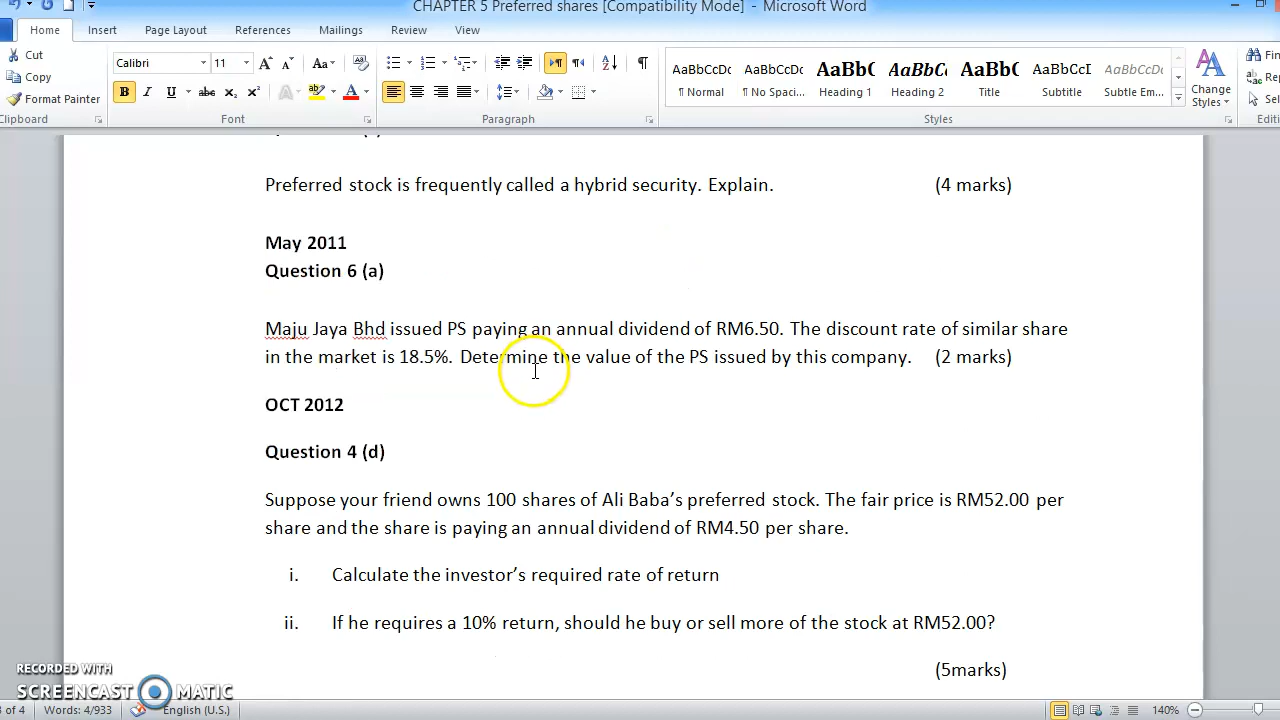 CHAPTER 5 Preferred shares [Compatibility Mode] - Microsoft Word
Home Insert Page Layout References Mailings Review View
Cut
Copy
Format Painter
Clipboard
Calibri 11
Font
Paragraph
AaBbCcDc AaBbCcDc AaBbC AaBbCc AaBbC AaBbCcI AaBbCcD
¶ Normal ¶ No Spaci... Heading 1 Heading 2 Title Subtitle Subtle Em...
Styles
Change
Styles
Preferred stock is frequently called a hybrid security. Explain. (4 marks)
May 2011
Question 6 (a)
Maju Jaya Bhd issued PS paying an annual dividend of RM6.50. The discount rate of similar share
in the market is 18.5%. Determine the value of the PS issued by this company. (2 marks)
OCT 2012
Question 4 (d)
Suppose your friend owns 100 shares of Ali Baba's preferred stock. The fair price is RM52.00 per
share and the share is paying an annual dividend of RM4.50 per share.
i. Calculate the investor's required rate of return
ii. If he requires a 10% return, should he buy or sell more of the stock at RM52.00?
(5marks)
RECORDED WITH
SCREENCAST MATIC
of 4 Words: 4/933 English (U.S.) 140%